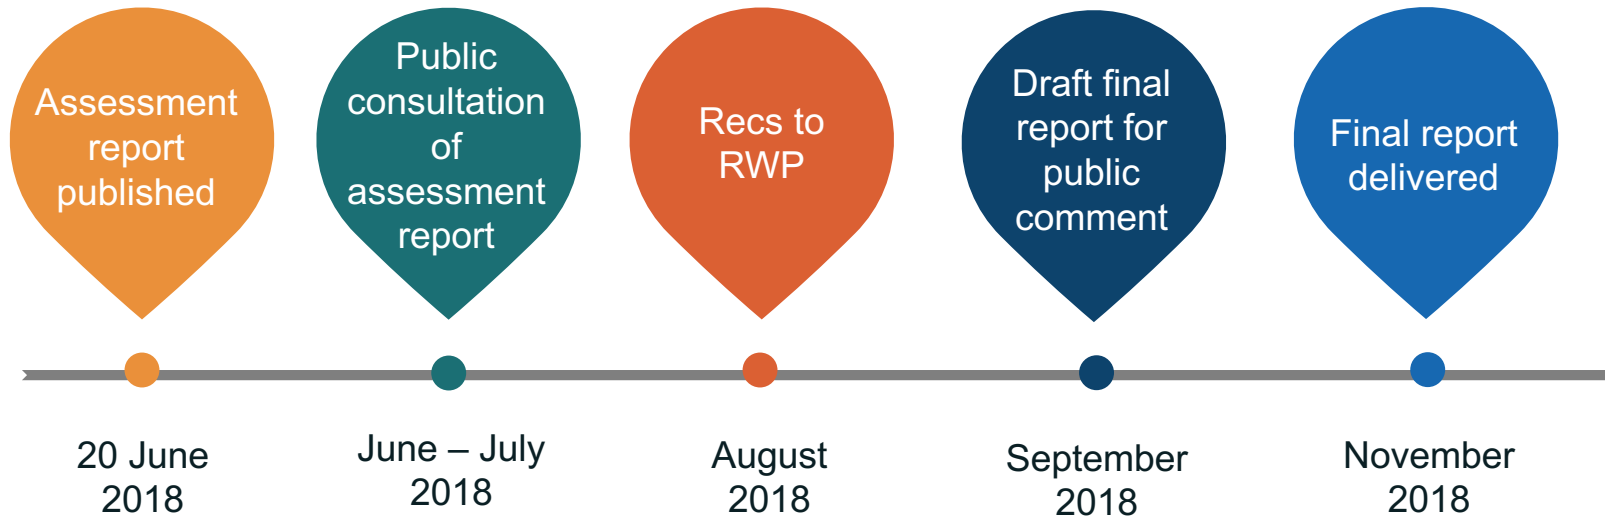 Assessment
report
published
Public
consultation
of
assessment
report
Recs to
RWP
Draft final
report for
public
comment
Final report
delivered
20 June
2018
June – July
2018
August
2018
September
2018
November
2018